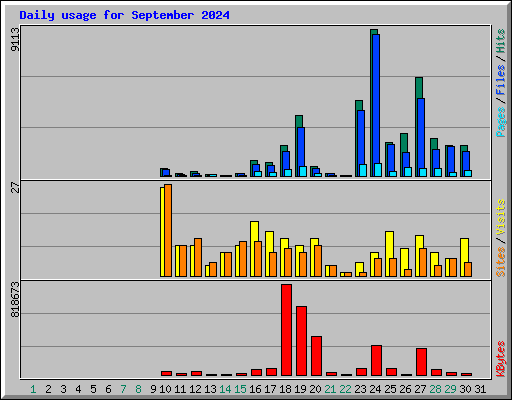 Daily usage for September 2024
9113
27
818673
Pages/Files/Hits
Sites/Visits
KBytes
1 2 3 4 5 6 7 8 9 10 11 12 13 14 15 16 17 18 19 20 21 22 23 24 25 26 27 28 29 30 31